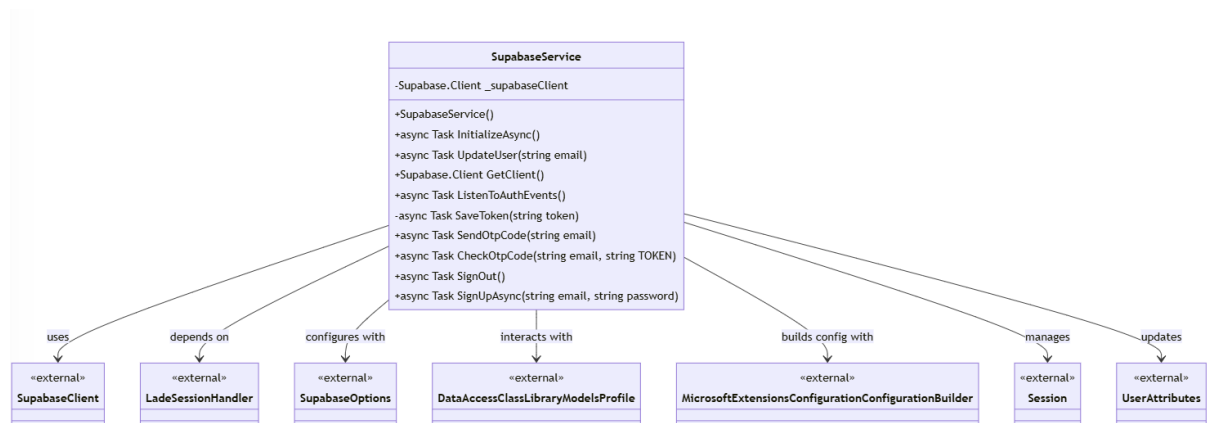 SupabaseService
-Supabase.Client _supabaseClient
+SupabaseService()
+async Task InitializeAsync()
+async Task UpdateUser(string email)
+Supabase.Client GetClient()
+async Task ListenToAuthEvents()
-async Task SaveToken(string token)
+async Task SendOtpCode(string email)
+async Task CheckOtpCode(string email, string TOKEN)
+async Task SignOut()
+async Task SignUpAsync(string email, string password)
uses
depends on
configures with
interacts with
builds config with
manages
updates
«external»
SupabaseClient
«external»
LadeSessionHandler
«external»
SupabaseOptions
«external»
DataAccessClassLibraryModelsProfile
«external»
MicrosoftExtensionsConfigurationConfigurationBuilder
«external»
Session
«external»
UserAttributes